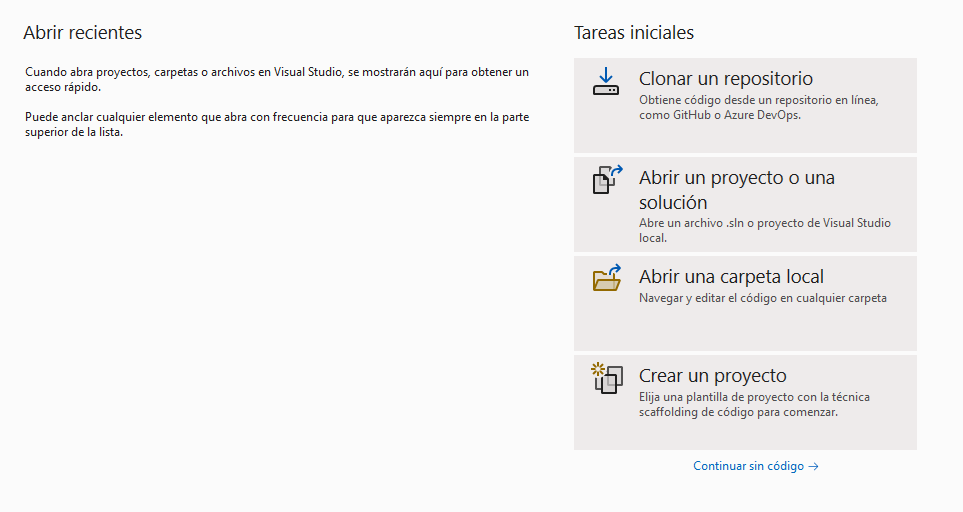 Abrir recientes
Cuando abra proyectos, carpetas o archivos en Visual Studio, se mostrarán aquí para obtener un
acceso rápido.
Puede anclar cualquier elemento que abra con frecuencia para que aparezca siempre en la parte
superior de la lista.
Tareas iniciales
Clonar un repositorio
Obtiene código desde un repositorio en línea,
como GitHub o Azure DevOps.
Abrir un proyecto o una
solución
Abre un archivo .sln o proyecto de Visual Studio
local.
Abrir una carpeta local
Navegar y editar el código en cualquier carpeta
Crear un proyecto
Elija una plantilla de proyecto con la técnica
scaffolding de código para comenzar.
Continuar sin código →